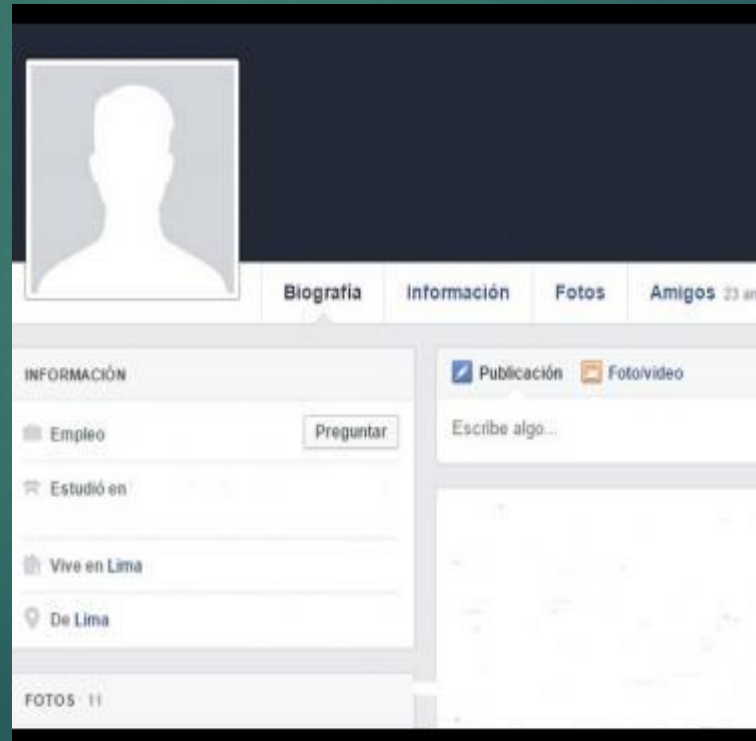 Biografía Información Fotos Amigos 23
INFORMACIÓN
Empleo Preguntar
Estudió en
Vive en Lima
De Lima
FOTOS · 11
Publicación Foto/video
Escribe algo...